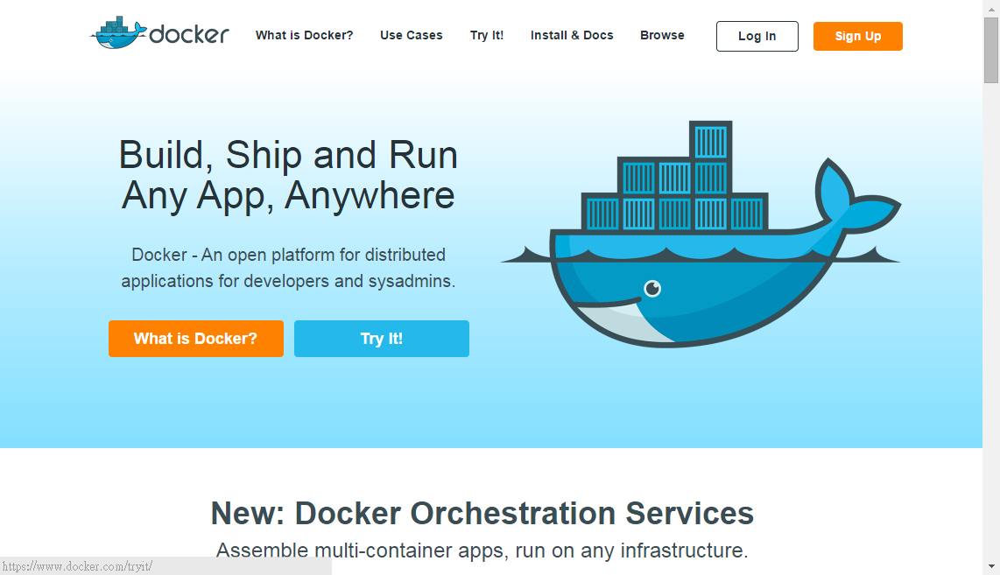 docker
What is Docker? Use Cases Try It! Install & Docs Browse Log In Sign Up
Build, Ship and Run
Any App, Anywhere
Docker - An open platform for distributed
applications for developers and sysadmins.
What is Docker? Try It!
New: Docker Orchestration Services
Assemble multi-container apps, run on any infrastructure.
https://www.docker.com/tryit/